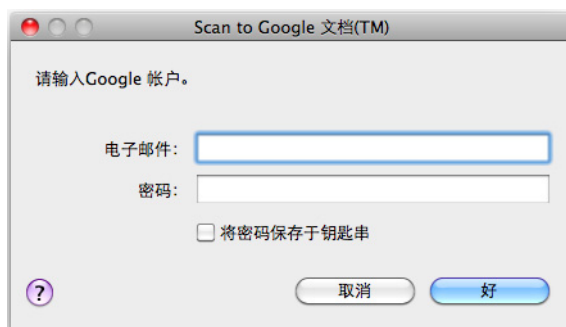 Scan to Google 文档(TM)
请输入Google 帐户。
电子邮件:
密码:
将密码保存于钥匙串
?
取消
好